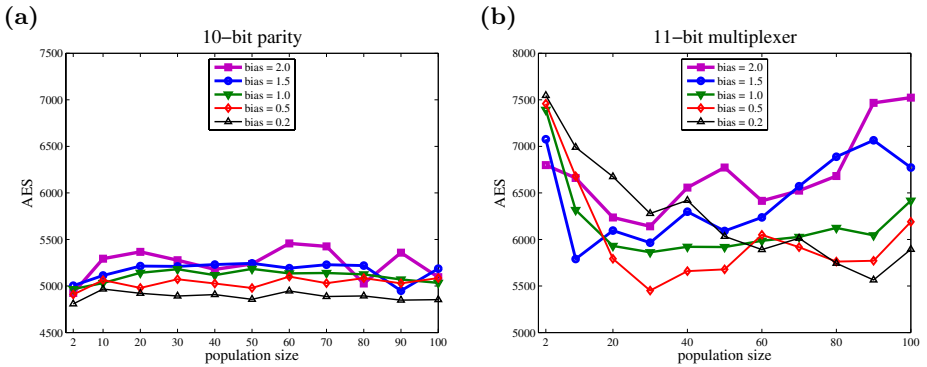 (a)
10−bit parity
7500
7000
6500
6000
5500
5000
4500
AES
bias = 2.0
bias = 1.5
bias = 1.0
bias = 0.5
bias = 0.2
2 10 20 30 40 50 60 70 80 90 100
population size
(b)
11−bit multiplexer
8000
7500
7000
6500
6000
5500
5000
AES
bias = 2.0
bias = 1.5
bias = 1.0
bias = 0.5
bias = 0.2
2 20 40 60 80 100
population size